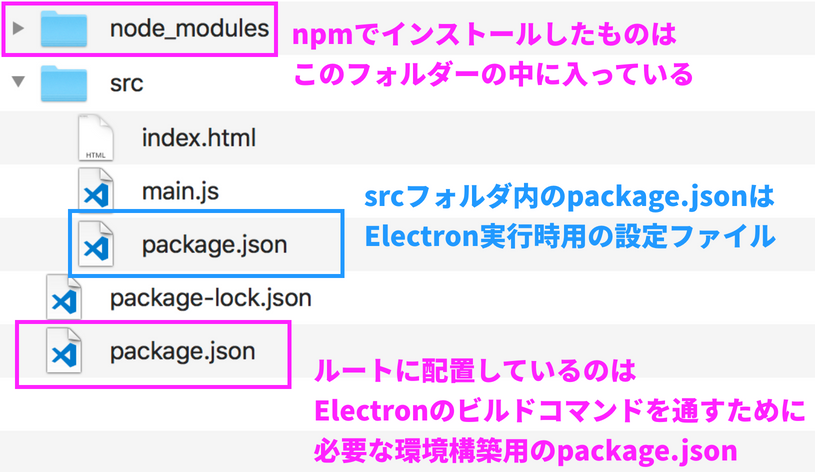 node_modules
npmでインストールしたものは
このフォルダーの中に入っている
src
index.html
HTML
main.js
srcフォルダ内のpackage.jsonは
Electron実行時用の設定ファイル
package.json
package-lock.json
package.json
ルートに配置しているのは
Electronのビルドコマンドを通すために
必要な環境構築用のpackage.json